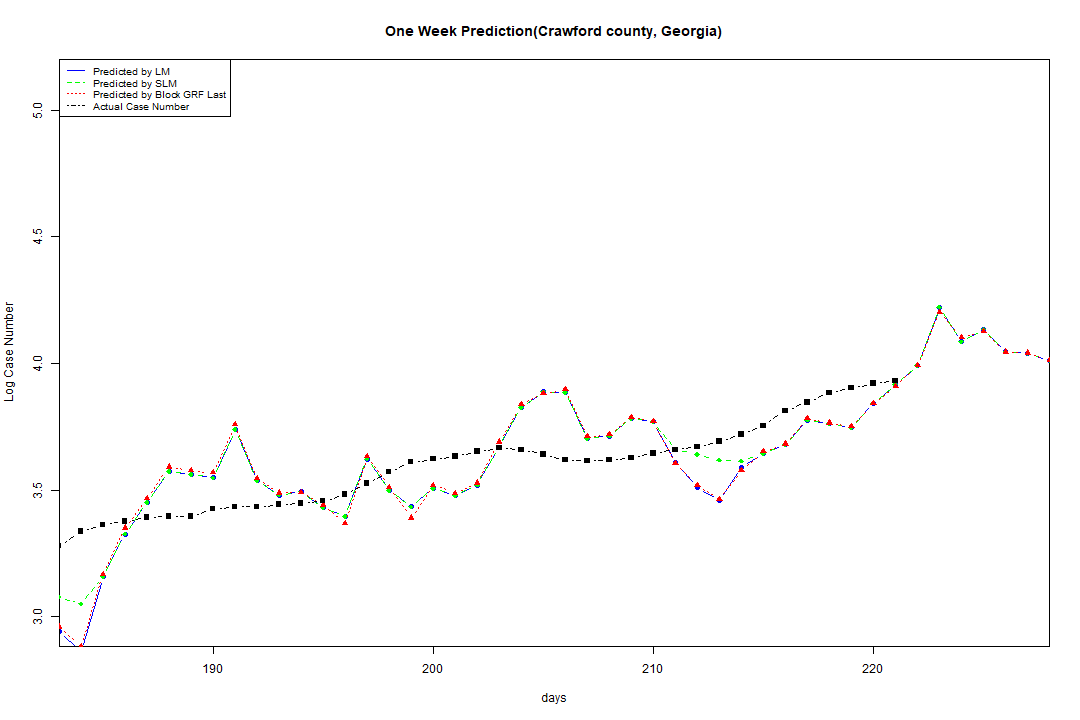 One Week Prediction(Crawford county, Georgia)
Predicted by LM
Predicted by SLM
Predicted by Block GRF Last
Actual Case Number
5.0
4.5
4.0
3.5
3.0
Log Case Number
190 200 210 220
days